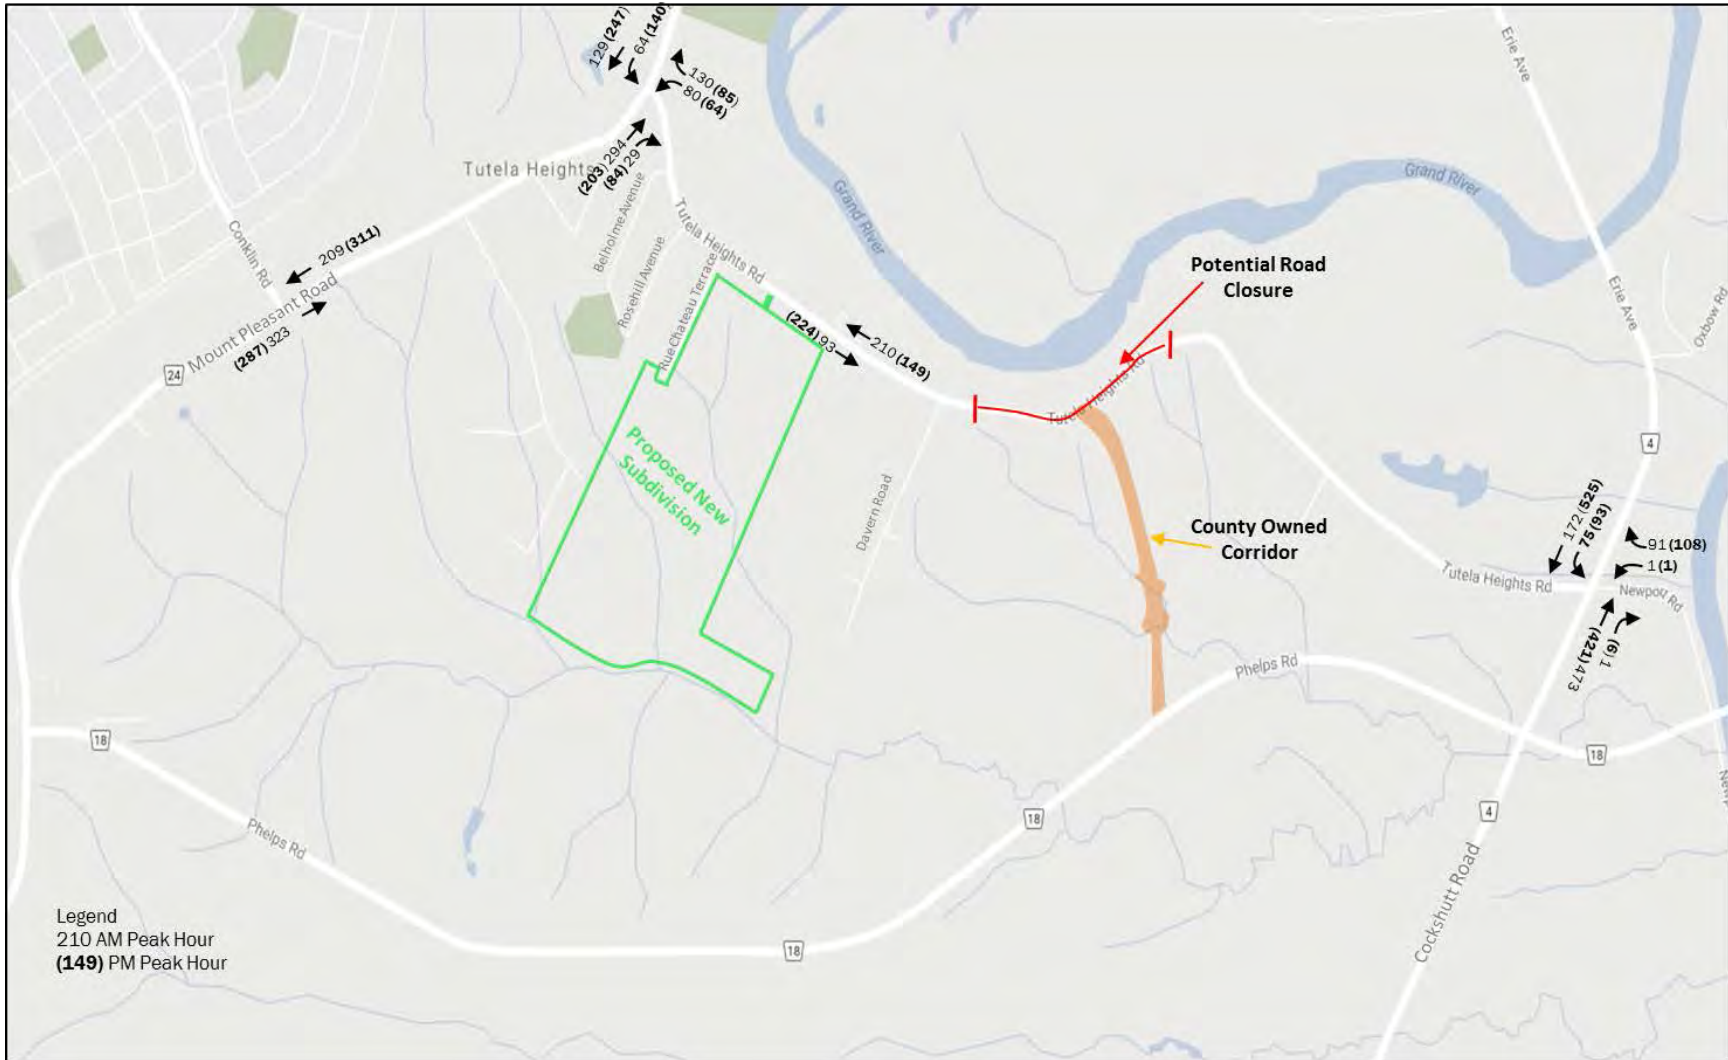 129 (247)
64 (140)
130 (85)
80 (64)
Erie Ave
Tutela Heights
(203) 294
(84) 29
Grand River
Grand River
Conklin Rd
Belholme Avenue
Tutela Heights Rd
209 (311)
Rosehill Avenue
Rue Chateau Terrace
Potential Road
Closure
Erie Ave
Oxbow Rd
Mount Pleasant Road
(287) 323
24
(224) 93
210 (149)
Tutela Heights Rd
4
Proposed New
Subdivision
Davern Road
County Owned
Corridor
172 (525)
75 (93)
91 (108)
1 (1)
Tutela Heights Rd
Newport Rd
(421) 473
(6) 1
Phelps Rd
18
18
4
18
Phelps Rd
Cockshutt Road
Legend
210 AM Peak Hour
(149) PM Peak Hour
18